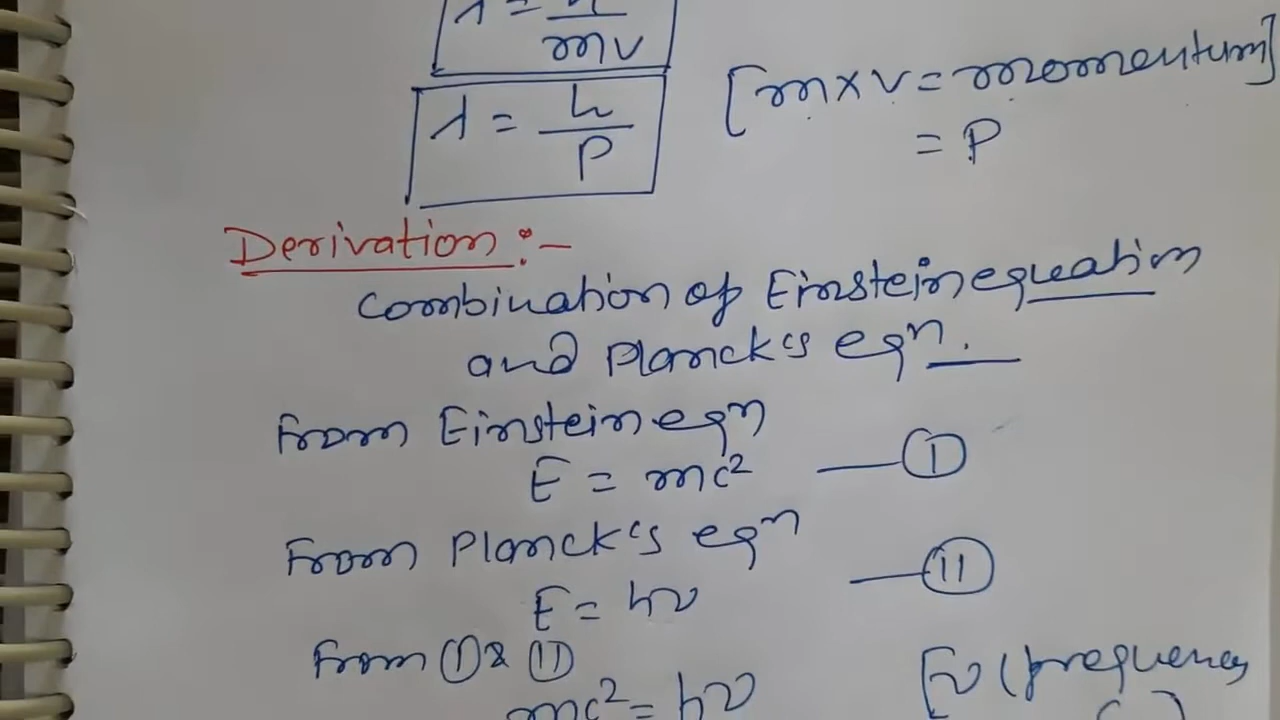 λ = h/mv
λ = h/P
[m x v = momentum]
= P
Derivation :-
Combination of Einstein equation
and Planck's eqn.
From Einstein eqn
E = mc² — (I)
From Planck's eqn
E = hν — (II)
From (I) & (II)
mc² = hν
[ν (frequency